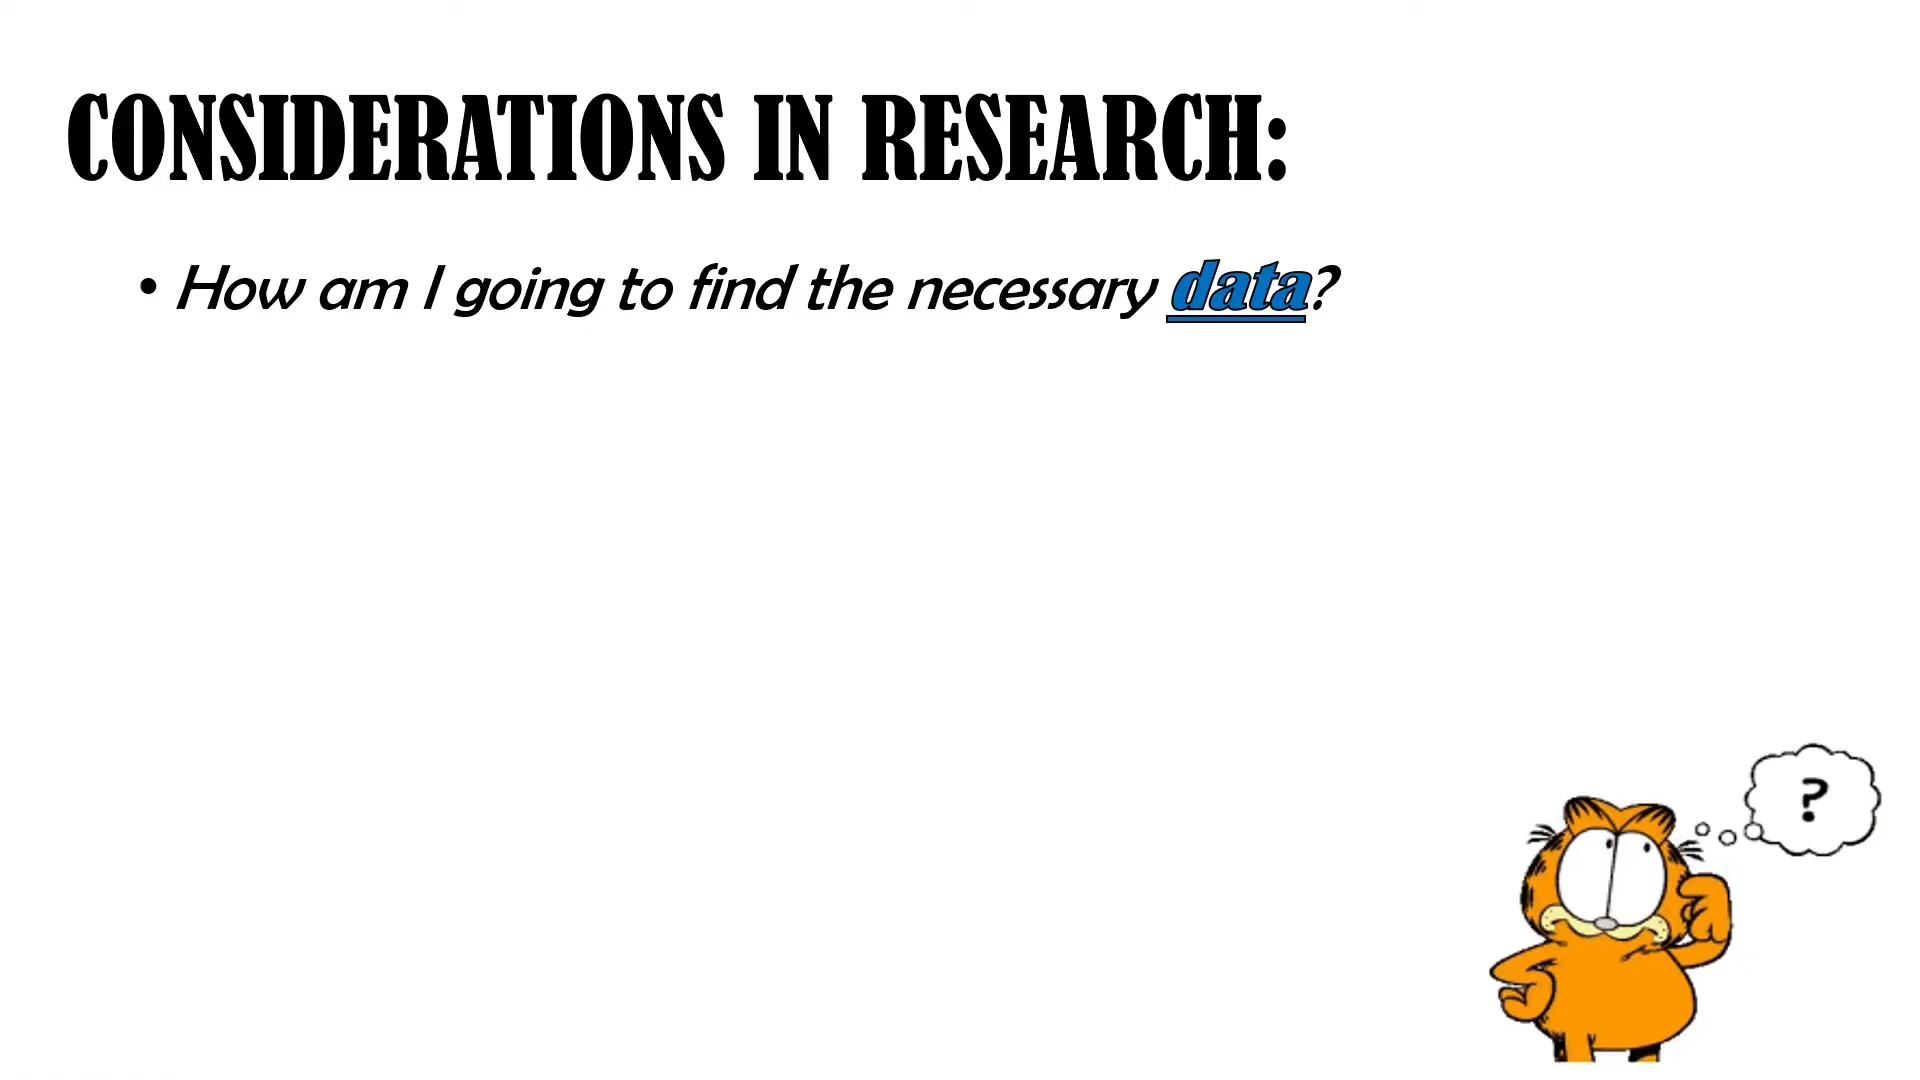 CONSIDERATIONS IN RESEARCH:
• How am I going to find the necessary data?
?